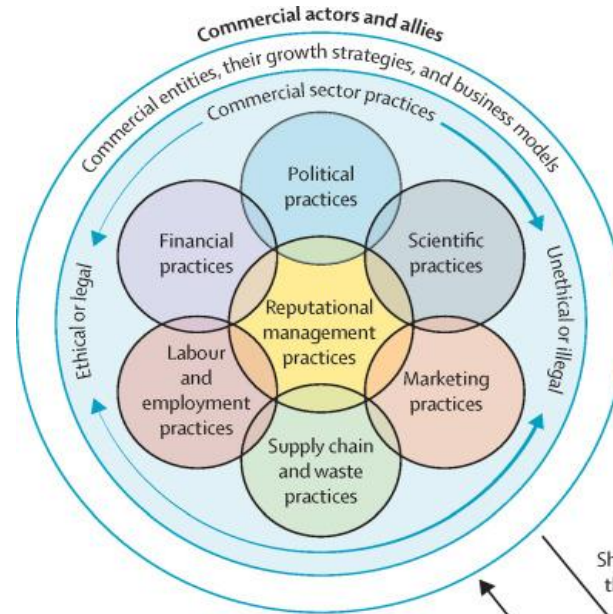 Commercial actors and allies
Commercial entities, their growth strategies, and business models
Commercial sector practices
Political
practices
Financial
practices
Scientific
practices
Ethical or legal
Unethical or illegal
Reputational
management
practices
Labour
and
employment
practices
Marketing
practices
Supply chain
and waste
practices